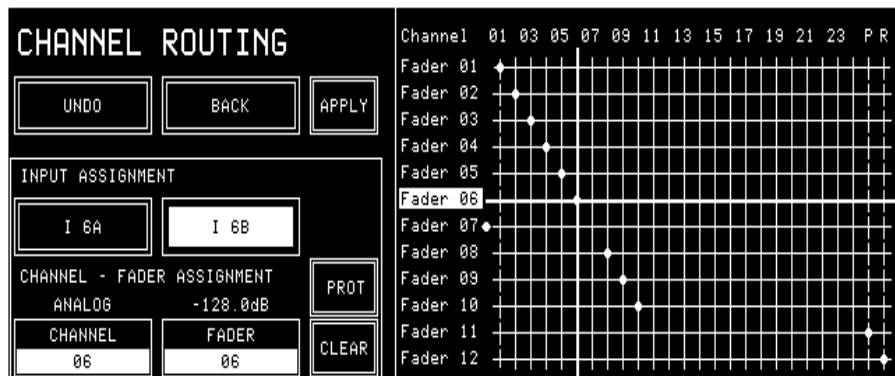 CHANNEL ROUTING
UNDO BACK APPLY
INPUT ASSIGNMENT
I 6A I 6B
CHANNEL - FADER ASSIGNMENT
ANALOG -128.0dB PROT
CHANNEL FADER CLEAR
06 06
Channel 01 03 05 07 09 11 13 15 17 19 21 23 P R
Fader 01
Fader 02
Fader 03
Fader 04
Fader 05
Fader 06
Fader 07
Fader 08
Fader 09
Fader 10
Fader 11
Fader 12